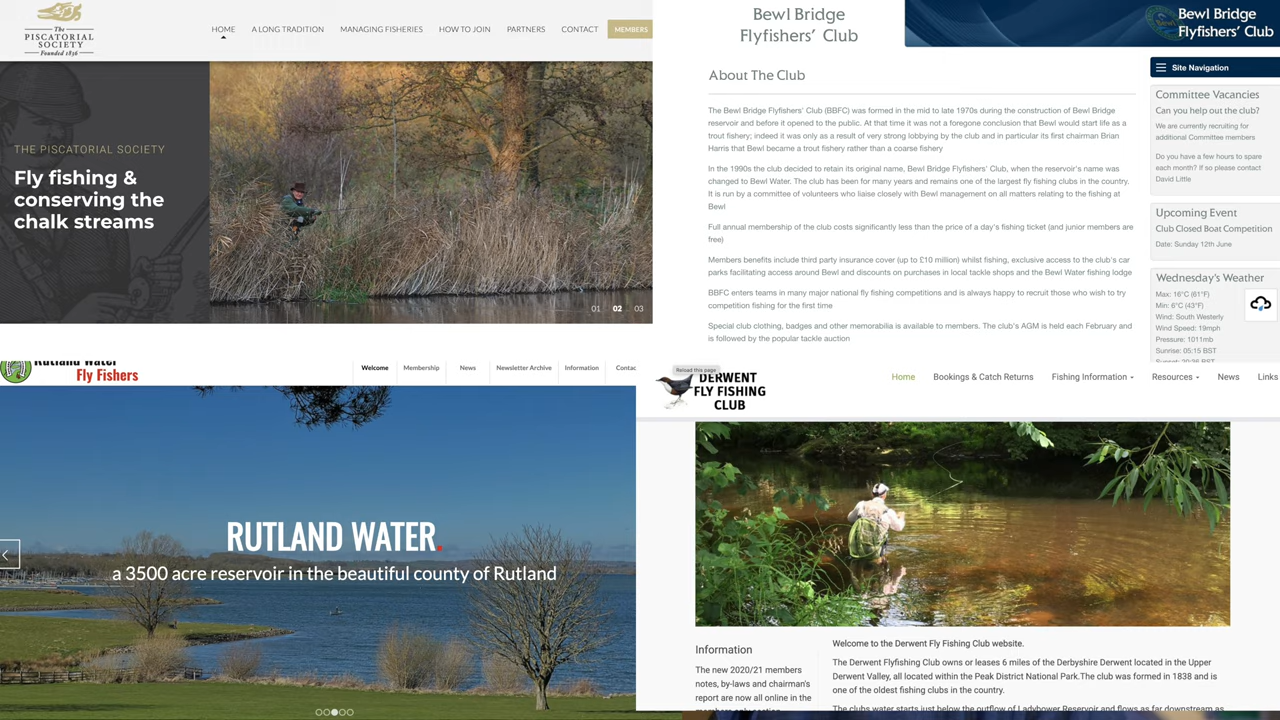 The
PISCATORIAL
SOCIETY
Founded 1836
HOME
A LONG TRADITION
MANAGING FISHERIES
HOW TO JOIN
PARTNERS
CONTACT
MEMBERS
THE PISCATORIAL SOCIETY
Fly fishing &
conserving the
chalk streams
01 02 03
Bewl Bridge
Flyfishers' Club
Bewl Bridge
Flyfishers' Club
About The Club
The Bewl Bridge Flyfishers' Club (BBFC) was formed in the mid to late 1970s during the construction of Bewl Bridge
reservoir and before it opened to the public. At that time it was not a foregone conclusion that Bewl would start life as a
trout fishery; indeed it was only as a result of very strong lobbying by the club and in particular its first chairman Brian
Harris that Bewl became a trout fishery rather than a coarse fishery
In the 1990s the club decided to retain its original name, Bewl Bridge Flyfishers' Club, when the reservoir's name was
changed to Bewl Water. The club has been for many years and remains one of the largest fly fishing clubs in the country.
It is run by a committee of volunteers who liaise closely with Bewl management on all matters relating to the fishing at
Bewl
Full annual membership of the club costs significantly less than the price of a day's fishing ticket (and junior members are
free)
Members benefits include third party insurance cover (up to £10 million) whilst fishing, exclusive access to the club's car
parks facilitating access around Bewl and discounts on purchases in local tackle shops and the Bewl Water fishing lodge
BBFC enters teams in many major national fly fishing competitions and is always happy to recruit those who wish to try
competition fishing for the first time
Special club clothing, badges and other memorabilia is available to members. The club's AGM is held each February and
is followed by the popular tackle auction
Site Navigation
Committee Vacancies
Can you help out the club?
We are currently recruiting for
additional Committee members
Do you have a few hours to spare
each month? If so please contact
David Little
Upcoming Event
Club Closed Boat Competition
Date: Sunday 12th June
Wednesday's Weather
Max: 16°C (61°F)
Min: 6°C (43°F)
Wind: South Westerly
Wind Speed: 19mph
Pressure: 1011mb
Sunrise: 05:15 BST
Rutland Water
Fly Fishers
Welcome
Membership
News
Newsletter Archive
Information
Contac
RUTLAND WATER.
a 3500 acre reservoir in the beautiful county of Rutland
Reload this page
DERWENT
FLY FISHING
CLUB
Home
Bookings & Catch Returns
Fishing Information
Resources
News
Links
Information
The new 2020/21 members
notes, by-laws and chairman's
report are now all online in the
members only section
Welcome to the Derwent Fly Fishing Club website.
The Derwent Flyfishing Club owns or leases 6 miles of the Derbyshire Derwent located in the Upper
Derwent Valley, all located within the Peak District National Park.The club was formed in 1838 and is
one of the oldest fishing clubs in the country.
The clubs water starts just below the outflow of Ladybower Reservoir and flows as far downstream as